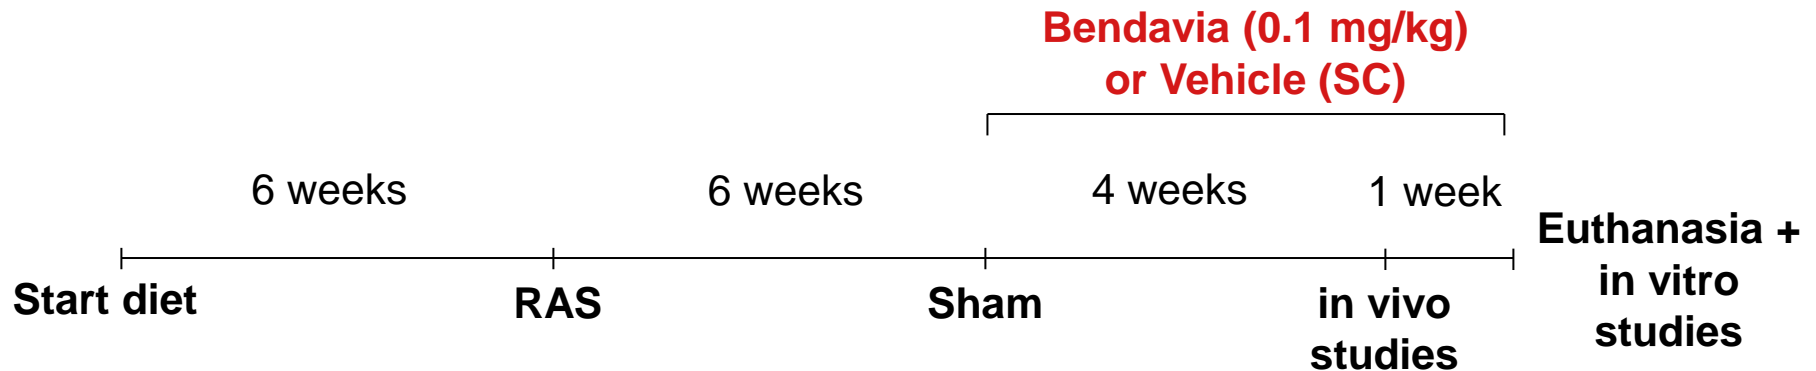 Bendavia (0.1 mg/kg)
or Vehicle (SC)
6 weeks
6 weeks
4 weeks
1 week
Start diet
RAS
Sham
in vivo
studies
Euthanasia +
in vitro
studies